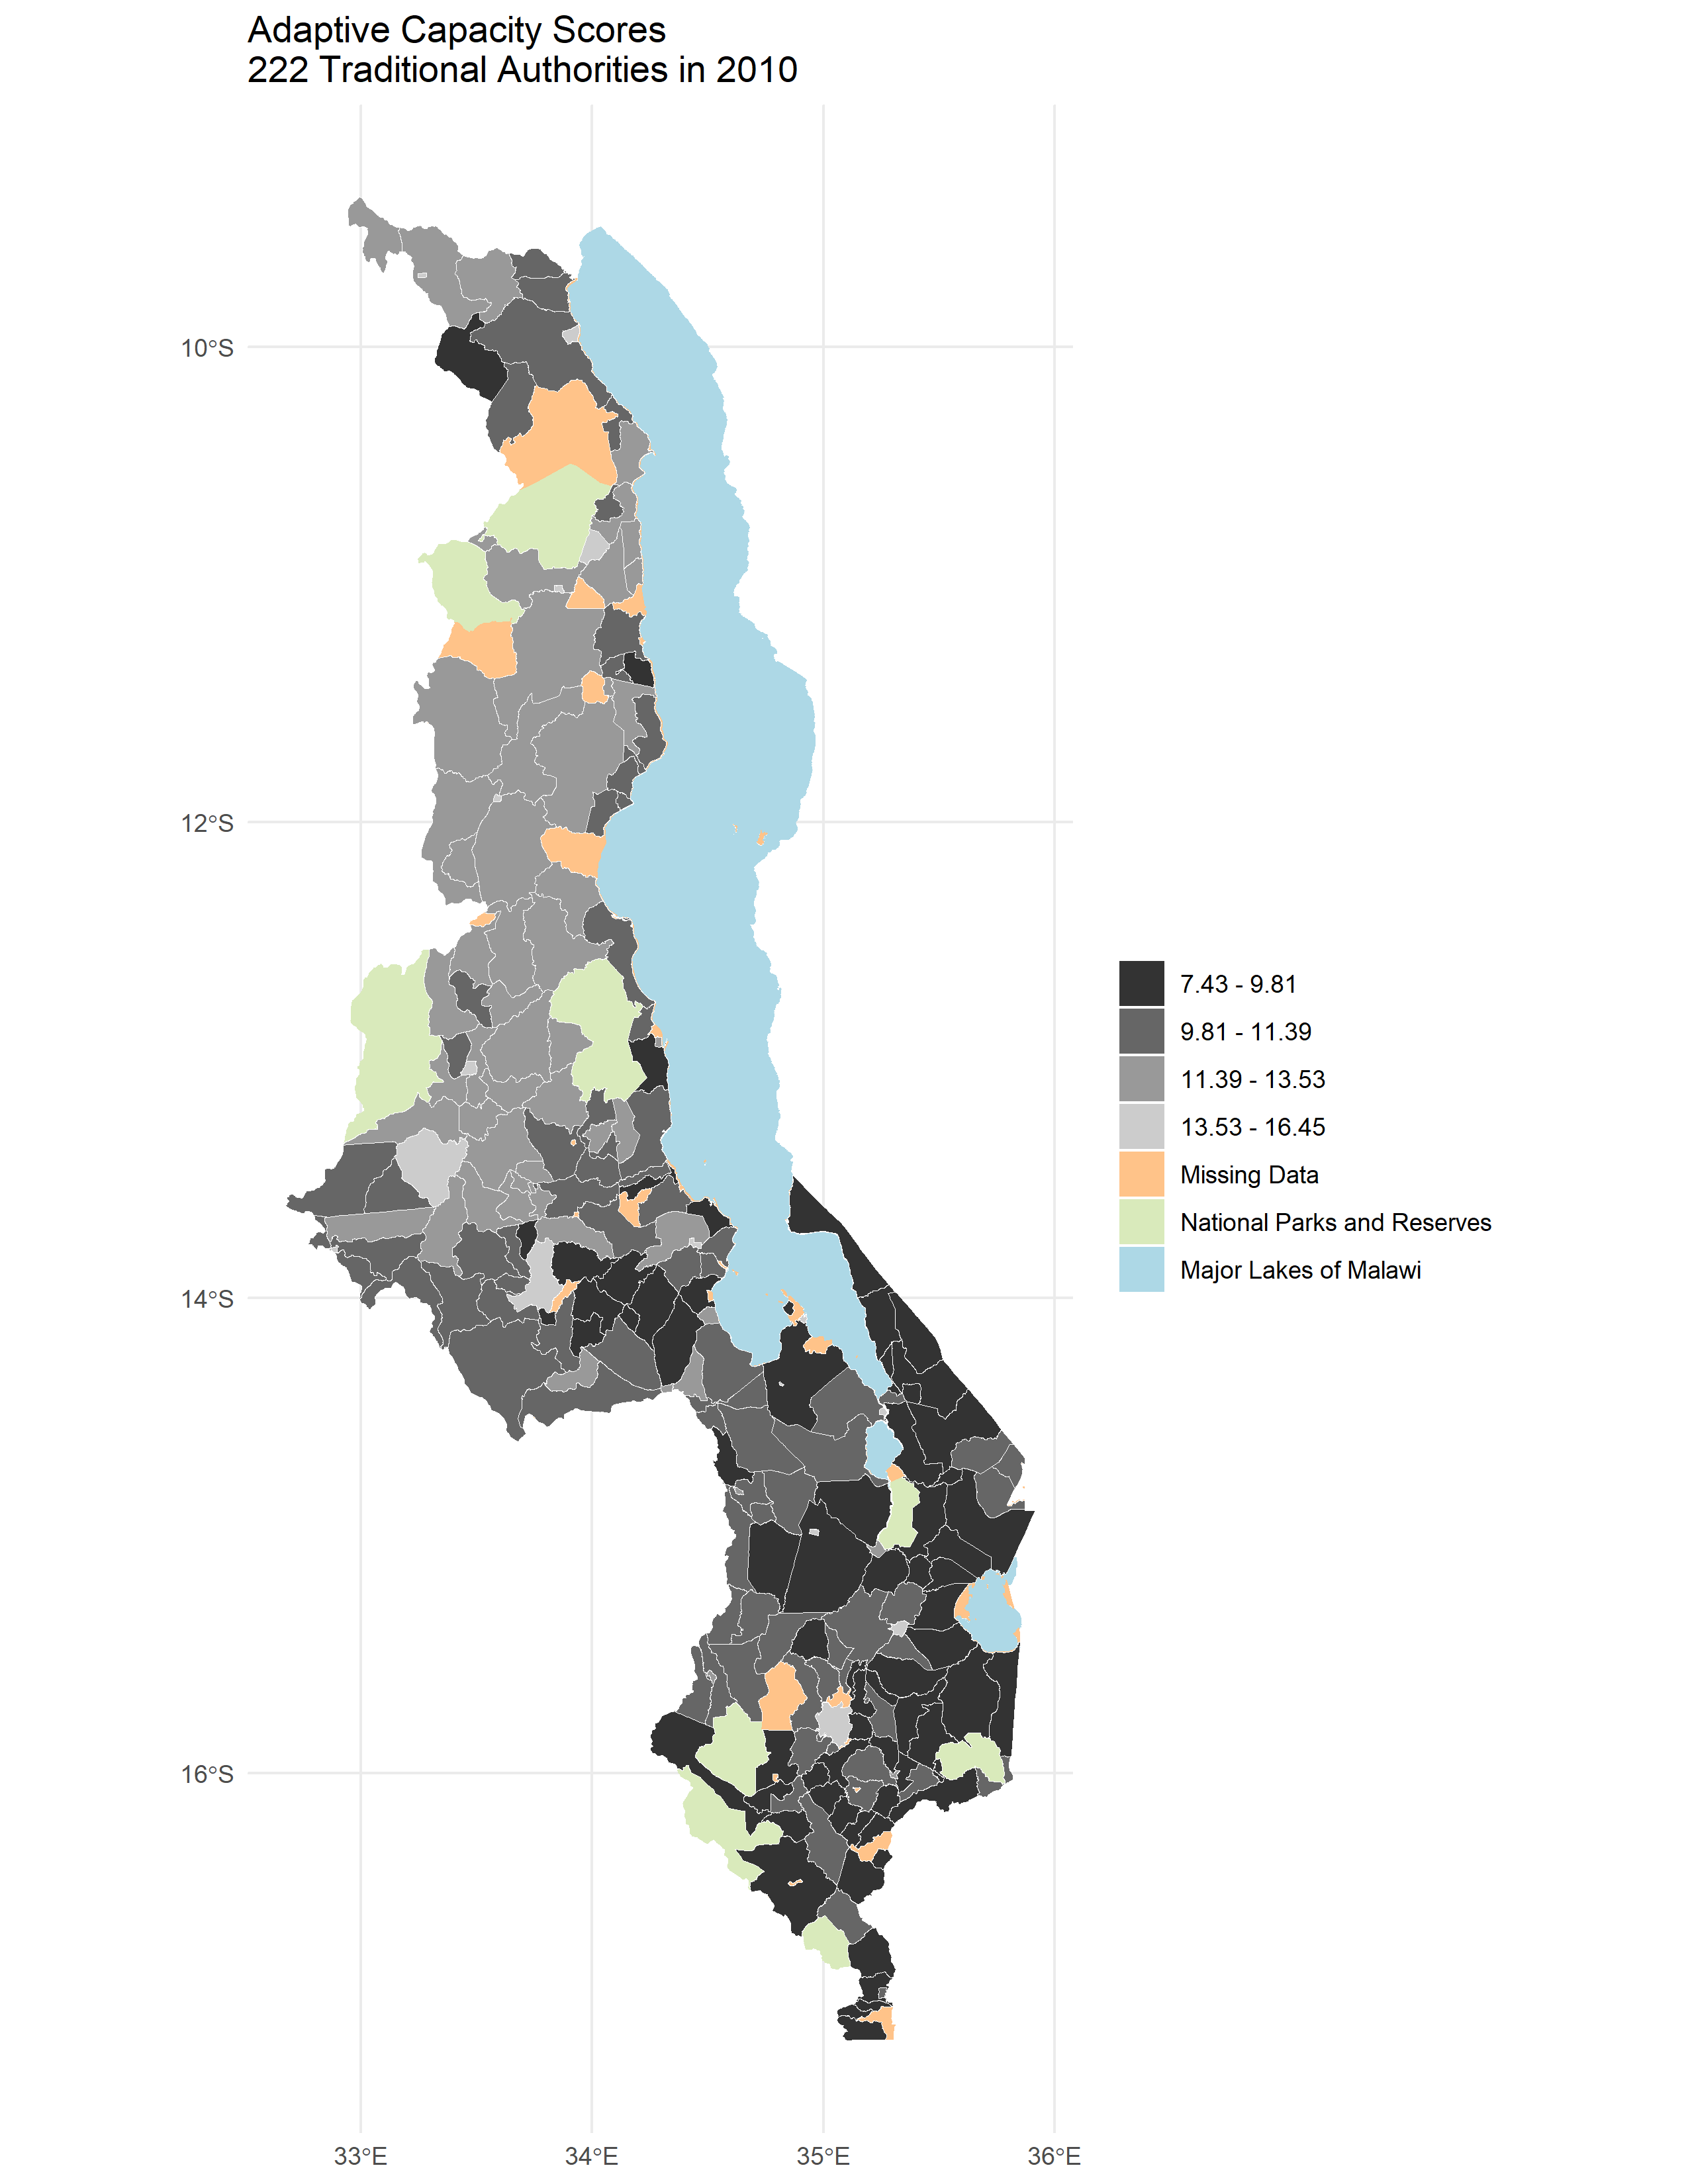 Adaptive Capacity Scores
222 Traditional Authorities in 2010
10°S
12°S
14°S
16°S
33°E
34°E
35°E
36°E
7.43 - 9.81
9.81 - 11.39
11.39 - 13.53
13.53 - 16.45
Missing Data
National Parks and Reserves
Major Lakes of Malawi